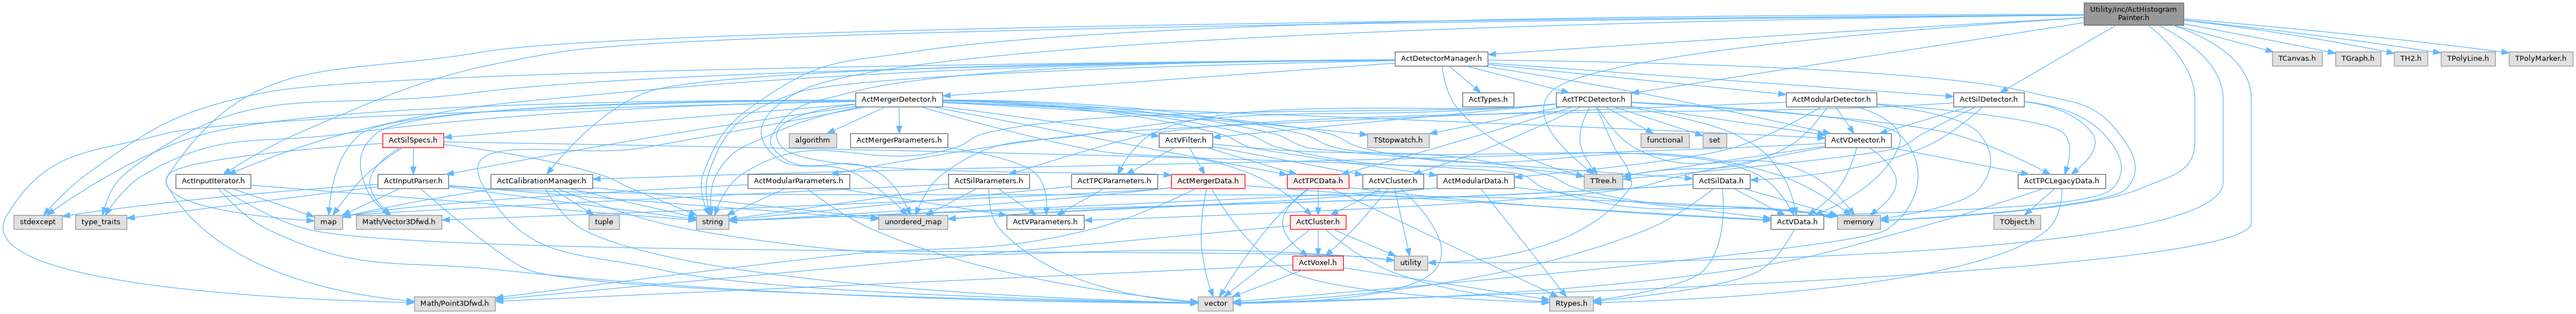 Utility/inc/ActHistogram
Painter.h
ActDetectorManager.h
TCanvas.h
TGraph.h
TH2.h
TPolyLine.h
TPolyMarker.h
ActMergerDetector.h
ActTypes.h
ActTPCDetector.h
ActModularDetector.h
ActSilDetector.h
ActSilSpecs.h
algorithm
ActMergerParameters.h
ActVFilter.h
TStopwatch.h
functional
set
ActVDetector.h
ActInputIterator.h
ActInputParser.h
ActCalibrationManager.h
ActModularParameters.h
ActSilParameters.h
ActTPCParameters.h
ActMergerData.h
ActTPCData.h
ActVCluster.h
ActModularData.h
TTree.h
ActSilData.h
ActTPCLegacyData.h
stdexcept
type_traits
map
Math/Vector3Dfwd.h
tuple
string
unordered_map
ActVParameters.h
ActCluster.h
ActVData.h
memory
TObject.h
ActVoxel.h
utility
Math/Point3Dfwd.h
vector
Rtypes.h